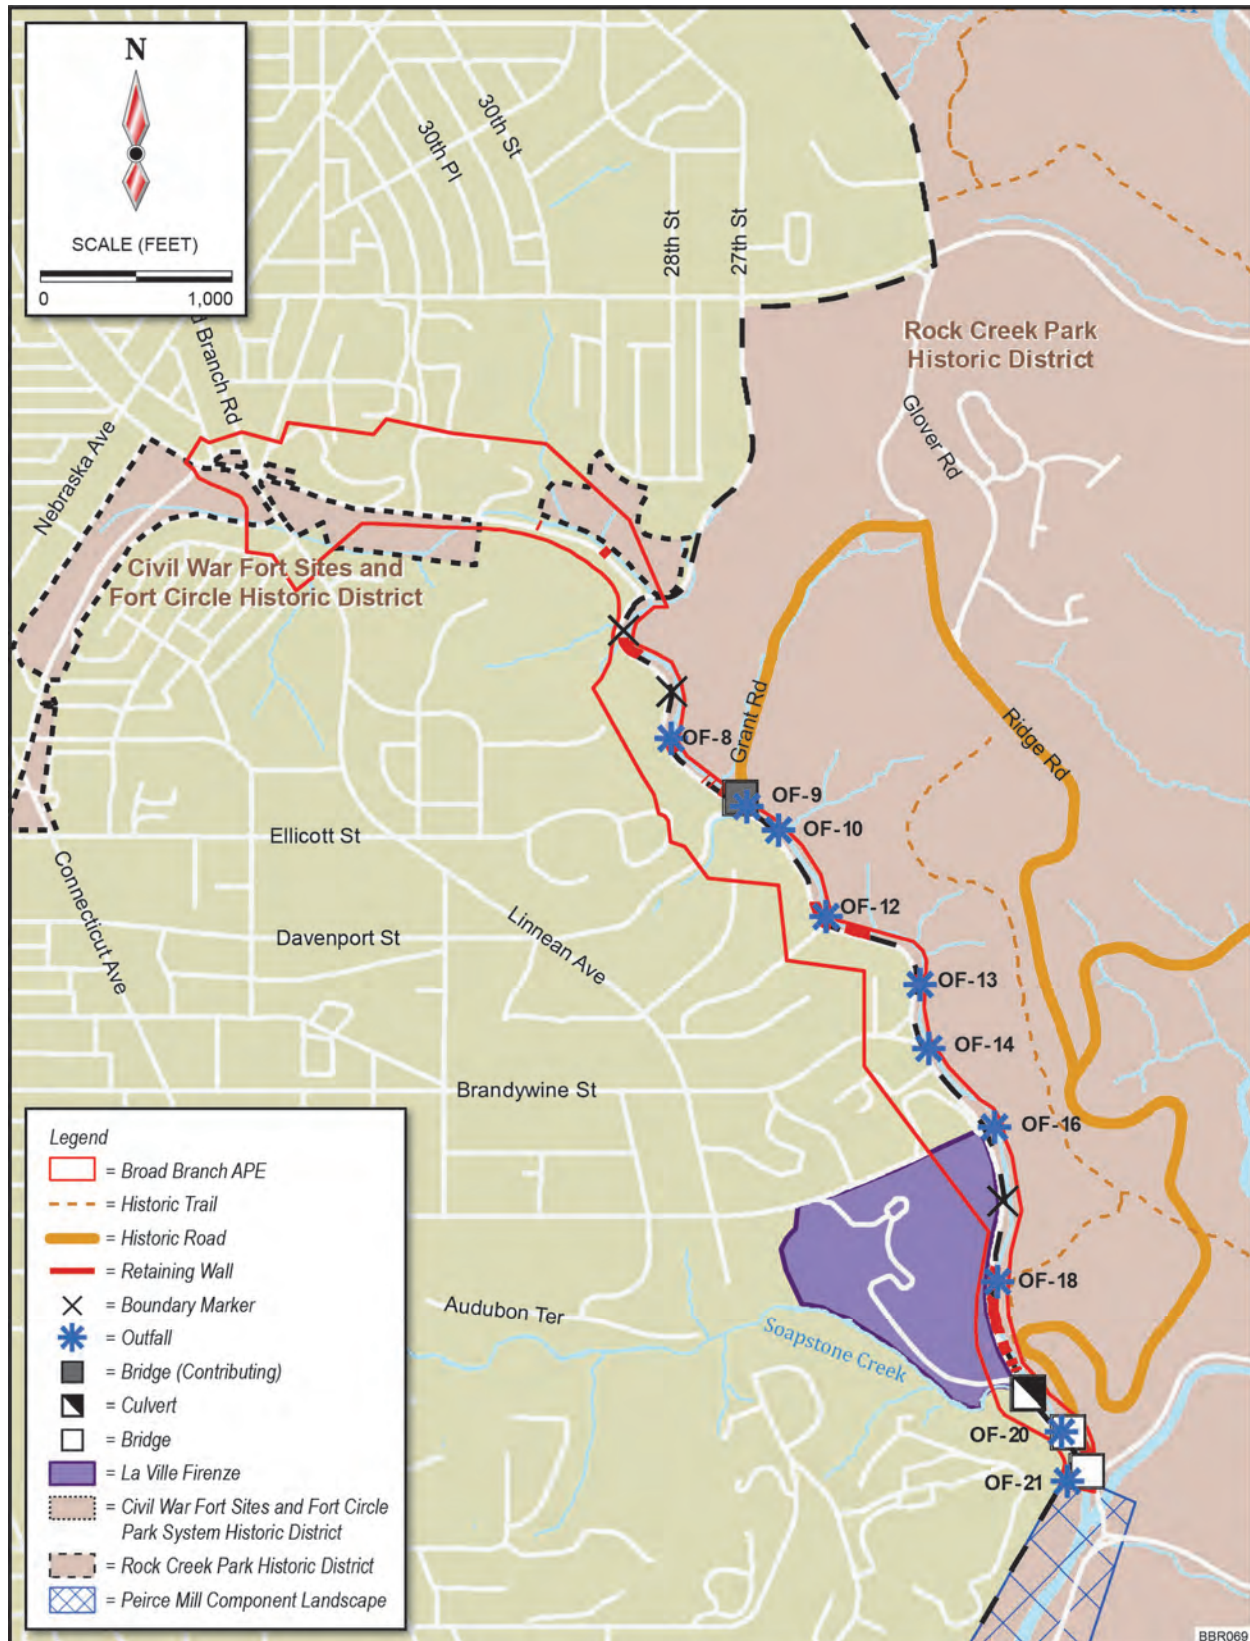 N
SCALE (FEET)
0 1,000
30th St
30th Pl
28th St
27th St
d Branch Rd
Nebraska Ave
Rock Creek Park
Historic District
Glover Rd
Civil War Fort Sites and
Fort Circle Historic District
Grant Rd
Ridge Rd
OF-8
OF-9
OF-10
Ellicott St
Connecticut Ave
OF-12
Davenport St
Linnean Ave
OF-13
OF-14
Brandywine St
OF-16
OF-18
Audubon Ter
Soapstone Creek
OF-20
OF-21
Legend
= Broad Branch APE
= Historic Trail
= Historic Road
= Retaining Wall
= Boundary Marker
= Outfall
= Bridge (Contributing)
= Culvert
= Bridge
= La Ville Firenze
= Civil War Fort Sites and Fort Circle
Park System Historic District
= Rock Creek Park Historic District
= Peirce Mill Component Landscape
BBR069